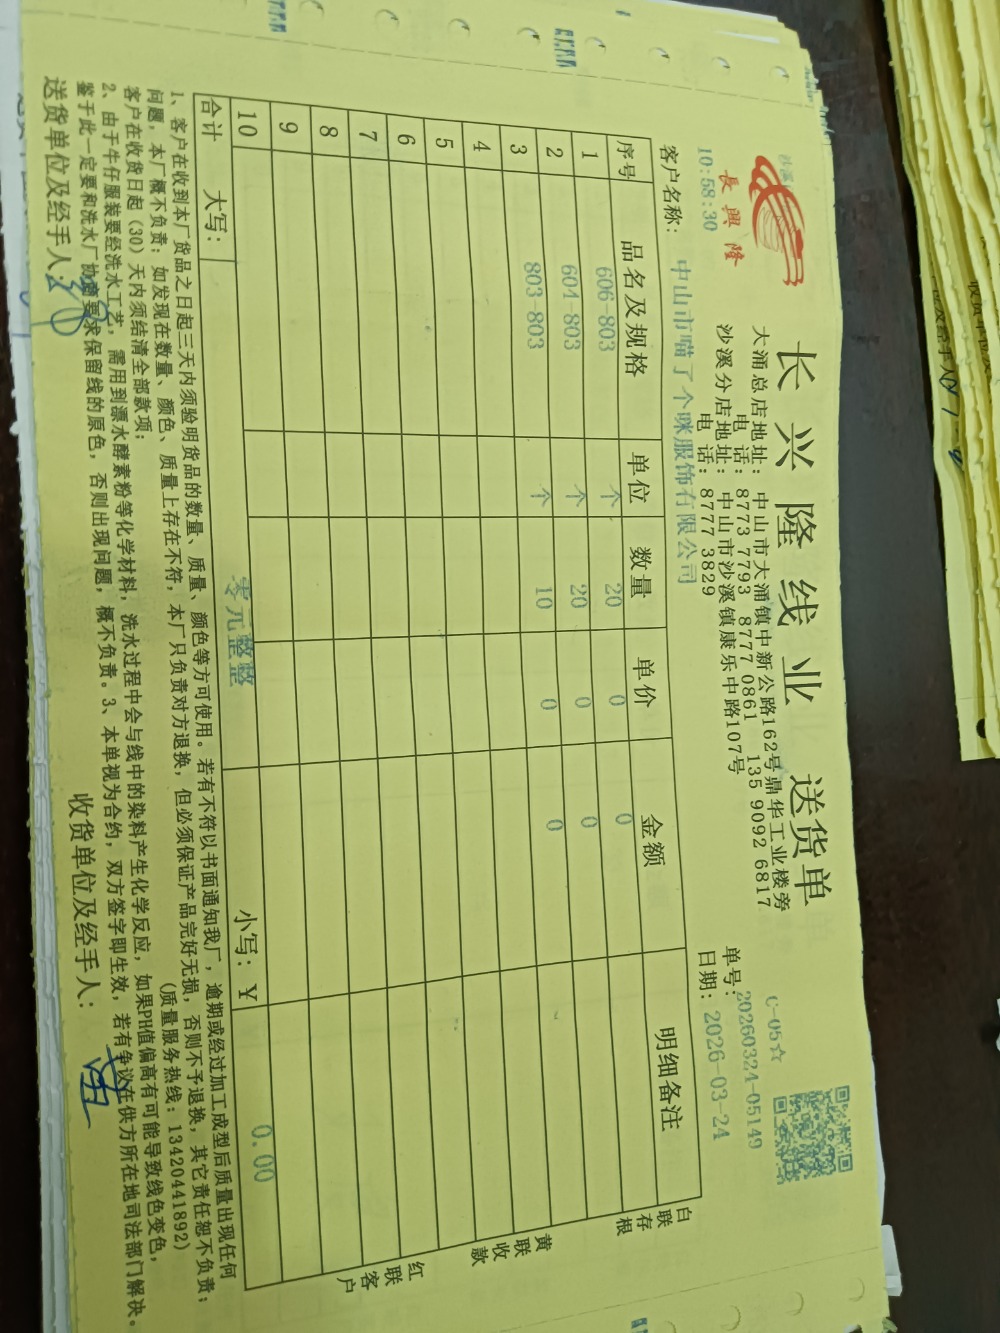 沙溪
長興隆
10:58:30
长兴隆线业 送货单
大涌总店地址：中山市大涌镇中新公路162号鼎华工业楼旁
电 话：8773 7793 8777 0861 135 9092 6817
沙溪分店地址：中山市沙溪镇康乐中路107号
电 话：8777 3829
C-05☆
单号：20260324-05149
日期：2026-03-24
客户名称：中山市喵了个咪服饰有限公司
序号 品名及规格 单位 数量 单价 金额 明细备注
1 606-803 个 20 0 0
2 604-803 个 20 0 0
3 803-803 个 10 0 0
4
5
6
7
8
9
10
合计 大写：零元整整 小写：￥ 0.00
白联存根
黄联收款
红联客户
1、客户在收到本厂货品之日起三天内须验明货品的数量、质量、颜色等方可使用。若有不符以书面通知我厂，逾期或经过加工成型后质量出现任何
问题，本厂概不负责；如发现在数量、颜色、质量上存在不符，本厂只负责对方退换，但必须保证产品完好无损，否则不予退换，其它责任恕不负责；
客户在收货日起（30）天内须结清全部款项； (质量服务热线：13420441892)
2、由于牛仔服装要经洗水工艺，需用到漂水酵素粉等化学材料，洗水过程中会与线中的染料产生化学反应，如果PH值偏高有可能导致线色变色，
鉴于此一定要和洗水厂协商要求保留线的原色，否则出现问题，概不负责。3、本单视为合约，双方签字即生效，若有争议在供方所在地司法部门解决。
送货单位及经手人：
收货单位及经手人：